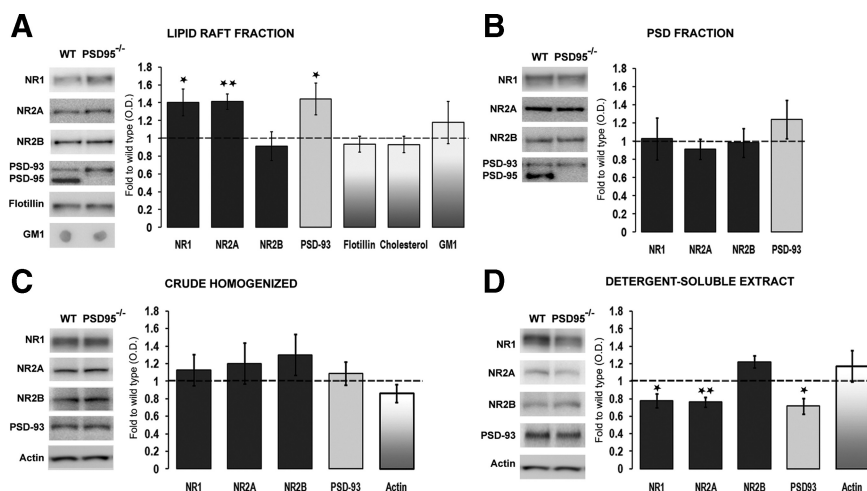 A
LIPID RAFT FRACTION
WT PSD95-/-
NR1
NR2A
NR2B
PSD-93
PSD-95
Flotillin
GM1
Fold to wild type (O.D.)
1.8
1.6
1.4
1.2
1
0.8
0.6
0.4
0.2
0
★
★★
★
NR1 NR2A NR2B PSD-93 Flotillin Cholesterol GM1
B
PSD FRACTION
WT PSD95-/-
NR1
NR2A
NR2B
PSD-93
PSD-95
Fold to wild type (O.D.)
1.8
1.6
1.4
1.2
1
0.8
0.6
0.4
0.2
0
NR1 NR2A NR2B PSD-93
C
CRUDE HOMOGENIZED
WT PSD95-/-
NR1
NR2A
NR2B
PSD-93
Actin
Fold to wild type (O.D.)
1.8
1.6
1.4
1.2
1
0.8
0.6
0.4
0.2
0
NR1 NR2A NR2B PSD-93 Actin
D
DETERGENT-SOLUBLE EXTRACT
WT PSD95-/-
NR1
NR2A
NR2B
PSD-93
Actin
Fold to wild type (O.D.)
1.8
1.6
1.4
1.2
1
0.8
0.6
0.4
0.2
0
★
★★
★
NR1 NR2A NR2B PSD93 Actin